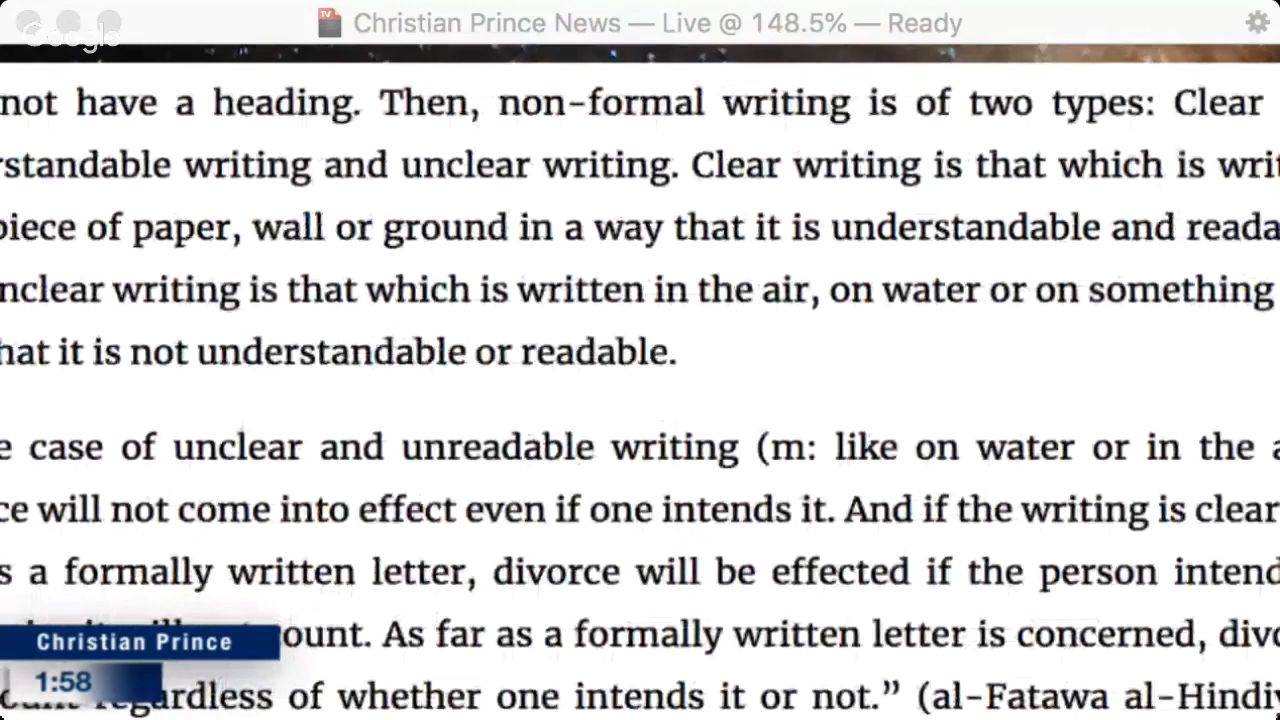 Christian Prince News — Live @ 148.5% — Ready
Google
not have a heading. Then, non-formal writing is of two types: Clear
rstandable writing and unclear writing. Clear writing is that which is writ
piece of paper, wall or ground in a way that it is understandable and reada
nclear writing is that which is written in the air, on water or on something
hat it is not understandable or readable.
e case of unclear and unreadable writing (m: like on water or in the a
ce will not come into effect even if one intends it. And if the writing is clear
s a formally written letter, divorce will be effected if the person intend
ount. As far as a formally written letter is concerned, divo
Christian Prince
regardless of whether one intends it or not.” (al-Fatawa al-Hindiy
1:58